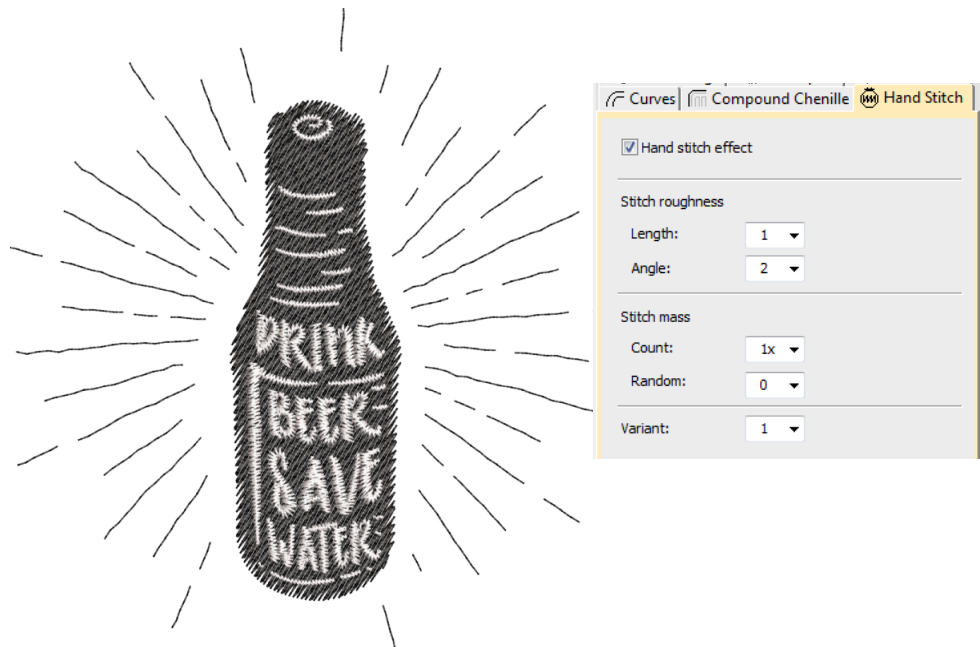 DRINK
BEER
SAVE
WATER
Curves
Compound Chenille
Hand Stitch
Hand stitch effect
Stitch roughness
Length: 1
Angle: 2
Stitch mass
Count: 1x
Random: 0
Variant: 1